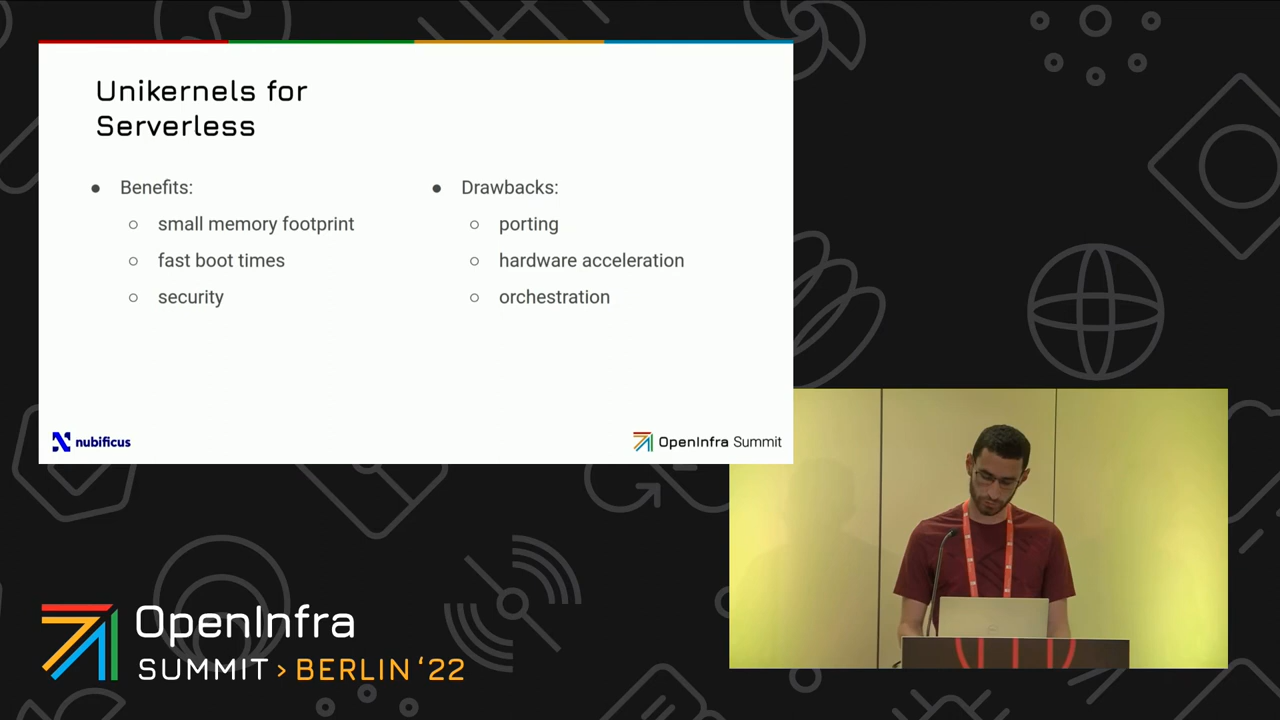 Unikernels for
Serverless
● Benefits:
○ small memory footprint
○ fast boot times
○ security
● Drawbacks:
○ porting
○ hardware acceleration
○ orchestration
nubificus
OpenInfra Summit
OpenInfra
SUMMIT > BERLIN ‘22